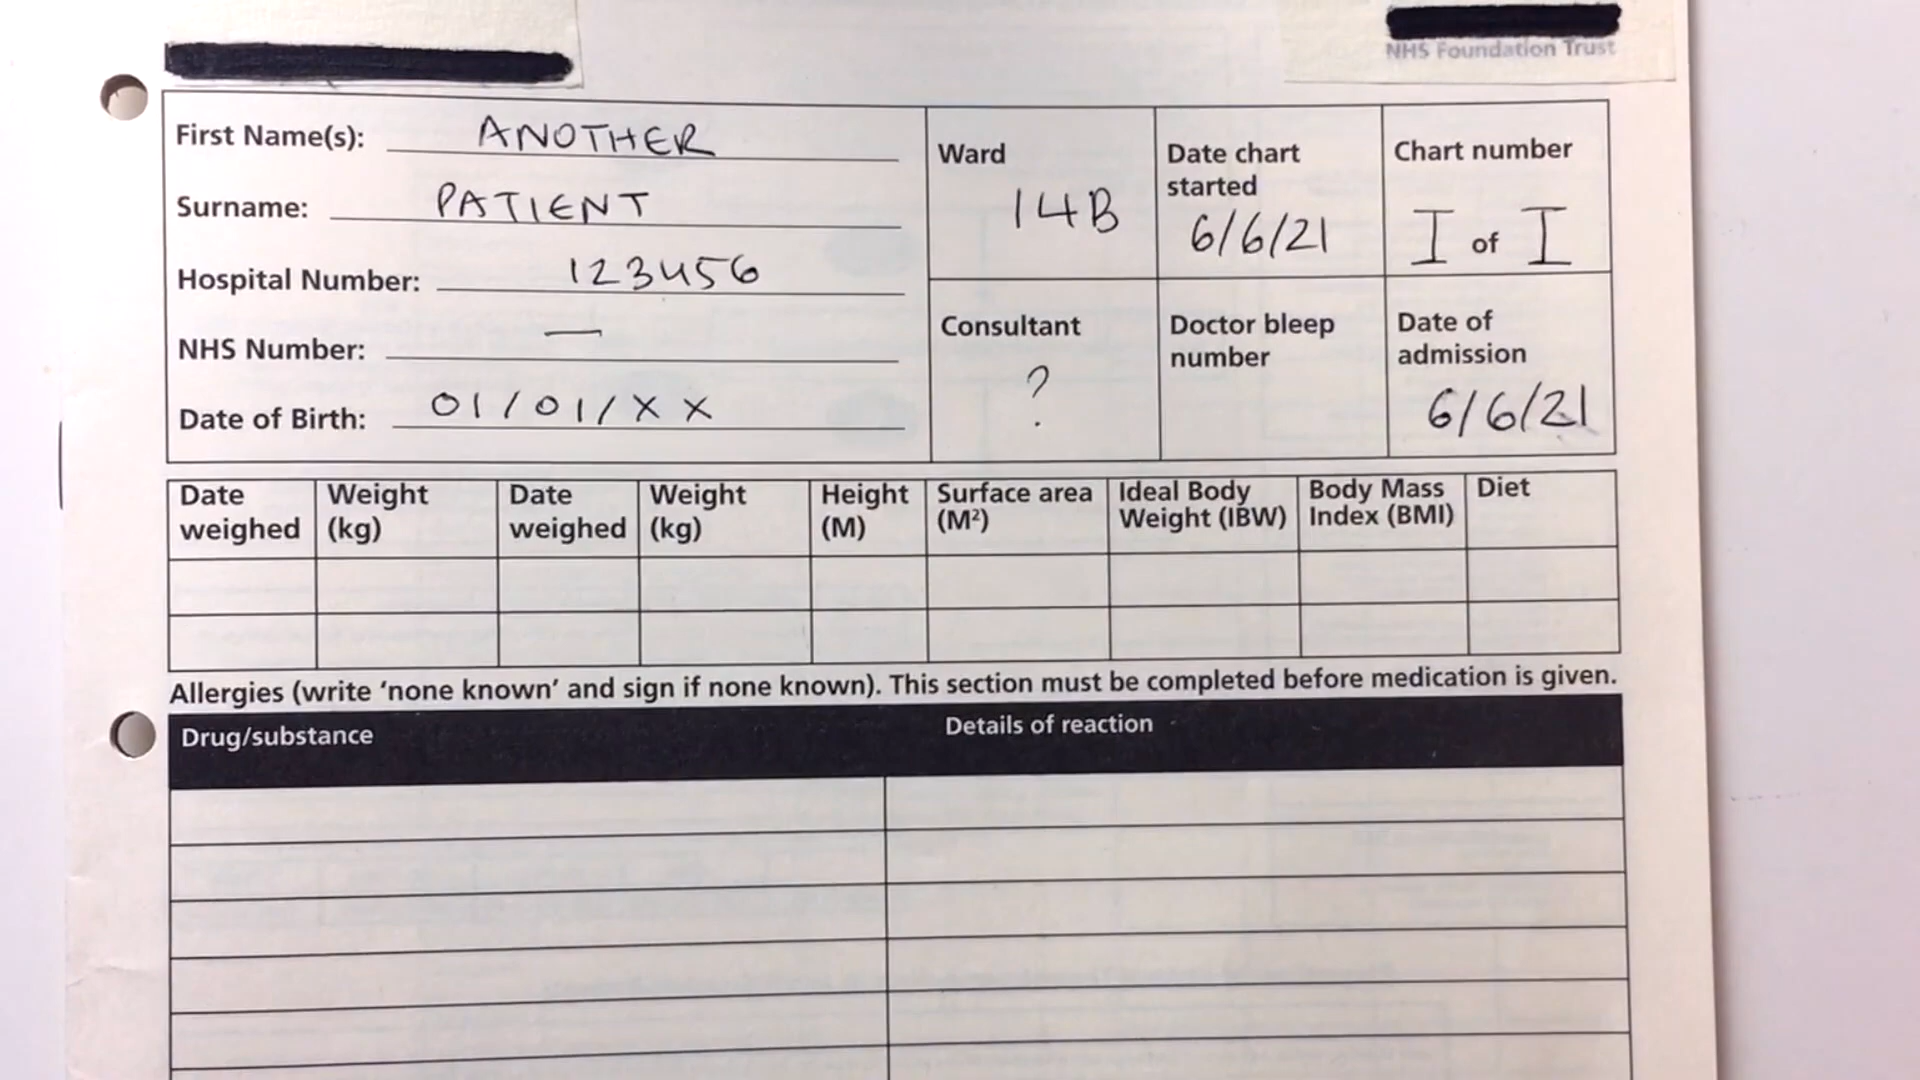 NHS Foundation Trust
First Name(s): ANOTHER
Surname: PATIENT
Hospital Number: 123456
NHS Number: —
Date of Birth: 01/01/XX
Ward
14B
Date chart
started
6/6/21
Chart number
I of I
Consultant
?
Doctor bleep
number
Date of
admission
6/6/21
Date
weighed
Weight
(kg)
Date
weighed
Weight
(kg)
Height
(M)
Surface area
(M²)
Ideal Body
Weight (IBW)
Body Mass
Index (BMI)
Diet
Allergies (write ‘none known’ and sign if none known). This section must be completed before medication is given.
Drug/substance
Details of reaction